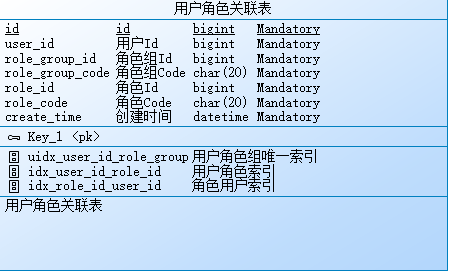 用户角色关联表
id id bigint Mandatory
user_id 用户Id bigint Mandatory
role_group_id 角色组Id bigint Mandatory
role_group_code 角色组Code char(20) Mandatory
role_id 角色Id bigint Mandatory
role_code 角色Code char(20) Mandatory
create_time 创建时间 datetime Mandatory
Key_1 <pk>
uidx_user_id_role_group 用户角色组唯一索引
idx_user_id_role_id 用户角色索引
idx_role_id_user_id 角色用户索引
用户角色关联表